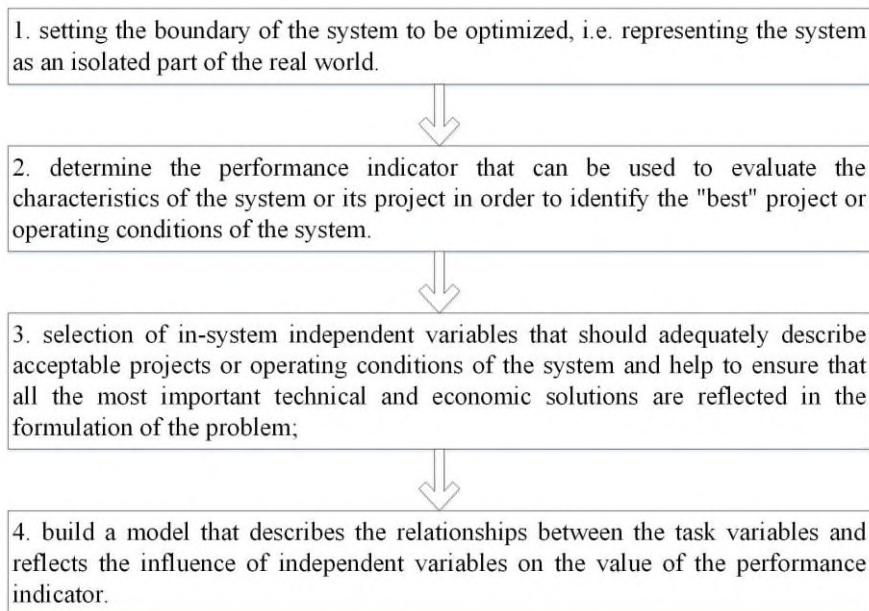 1. setting the boundary of the system to be optimized, i.e. representing the system
as an isolated part of the real world.
2. determine the performance indicator that can be used to evaluate the
characteristics of the system or its project in order to identify the "best" project or
operating conditions of the system.
3. selection of in-system independent variables that should adequately describe
acceptable projects or operating conditions of the system and help to ensure that
all the most important technical and economic solutions are reflected in the
formulation of the problem;
4. build a model that describes the relationships between the task variables and
reflects the influence of independent variables on the value of the performance
indicator.